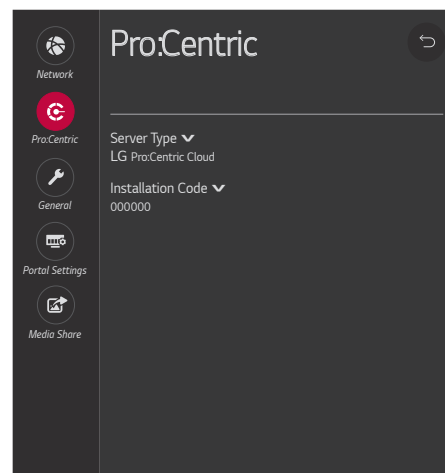 Pro:Centric
Network
Pro:Centric
General
Portal Settings
Media Share
Server Type
LG Pro:Centric Cloud
Installation Code
000000